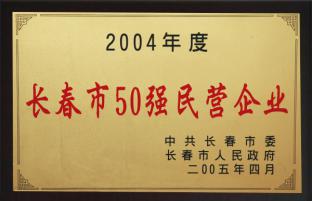 2004年度
长春市50强民营企业
中共长春市委
长春市人民政府
二00五年四月